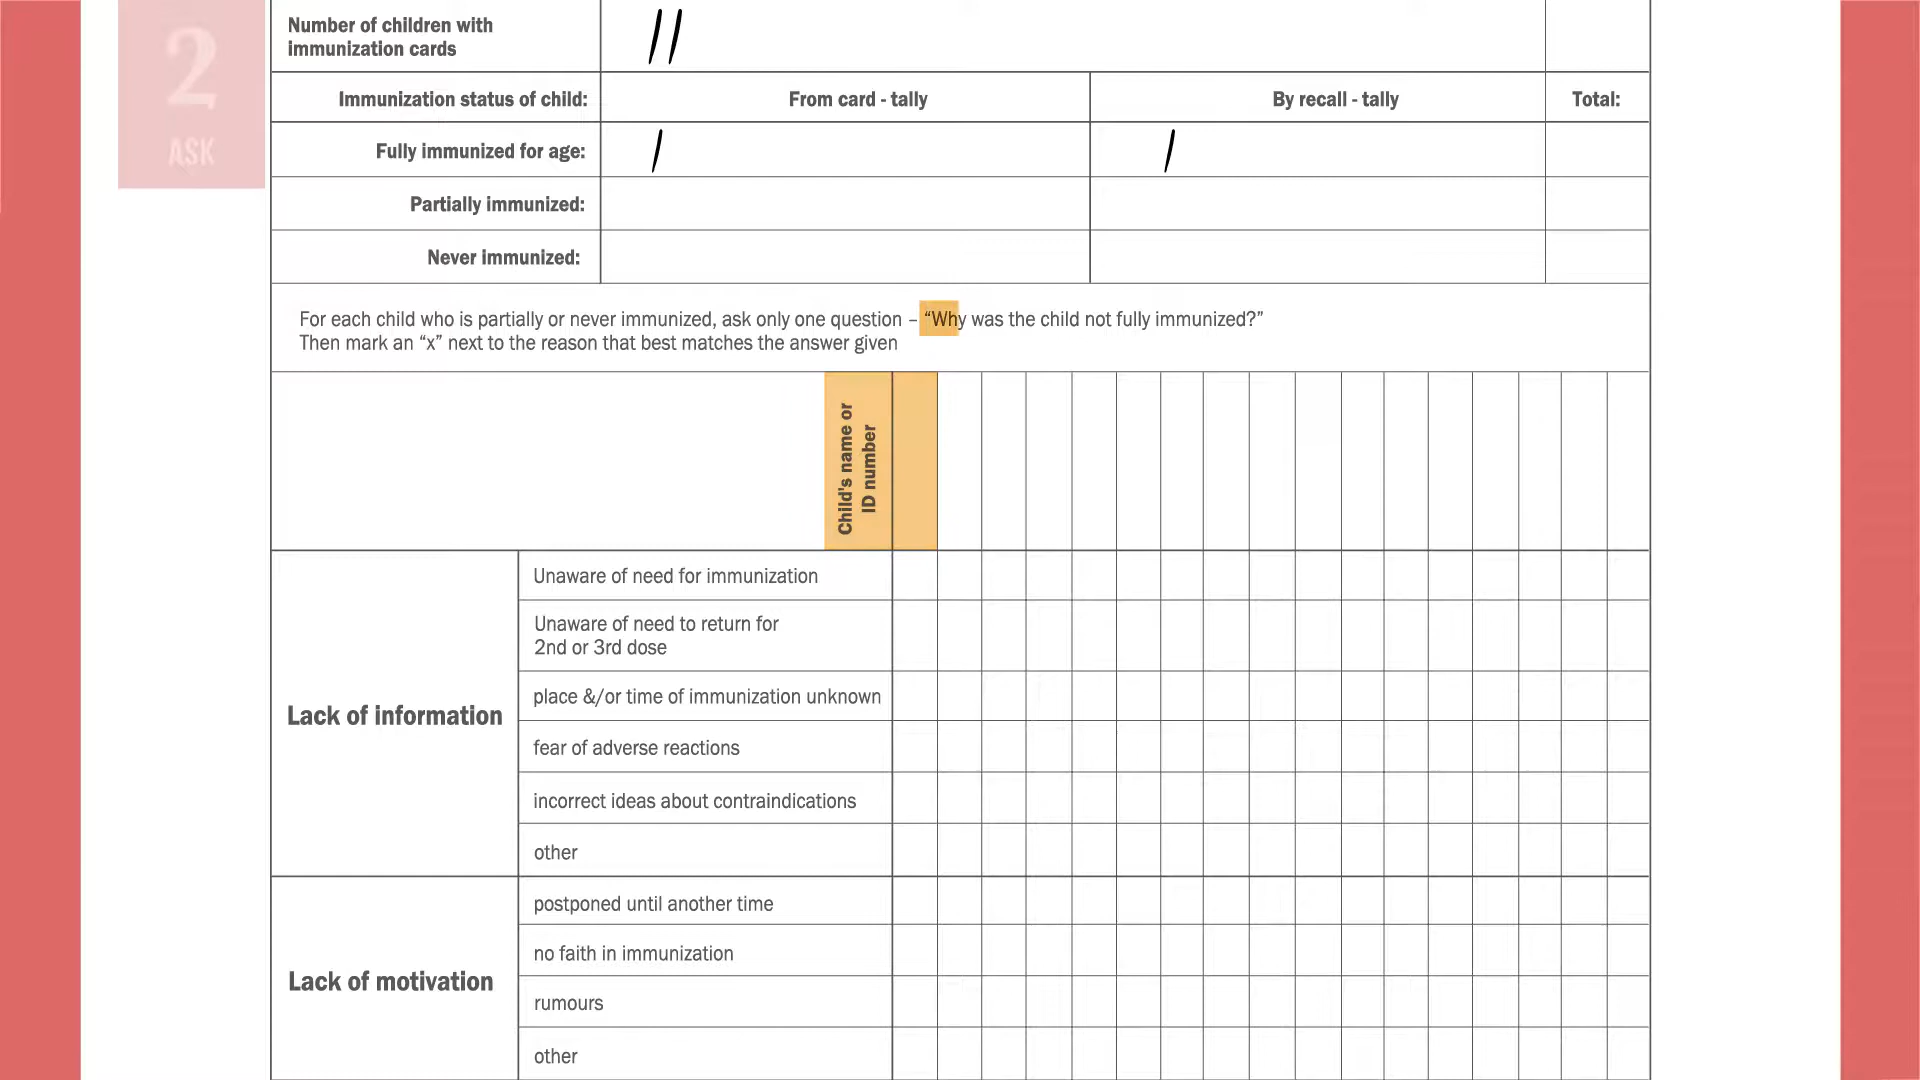 2
ASK
Number of children with
immunization cards
//
Immunization status of child:
From card - tally
By recall - tally
Total:
Fully immunized for age:
/
/
Partially immunized:
Never immunized:
For each child who is partially or never immunized, ask only one question – “Why was the child not fully immunized?”
Then mark an “x” next to the reason that best matches the answer given
Child's name or
ID number
Lack of information
Unaware of need for immunization
Unaware of need to return for
2nd or 3rd dose
place &/or time of immunization unknown
fear of adverse reactions
incorrect ideas about contraindications
other
Lack of motivation
postponed until another time
no faith in immunization
rumours
other